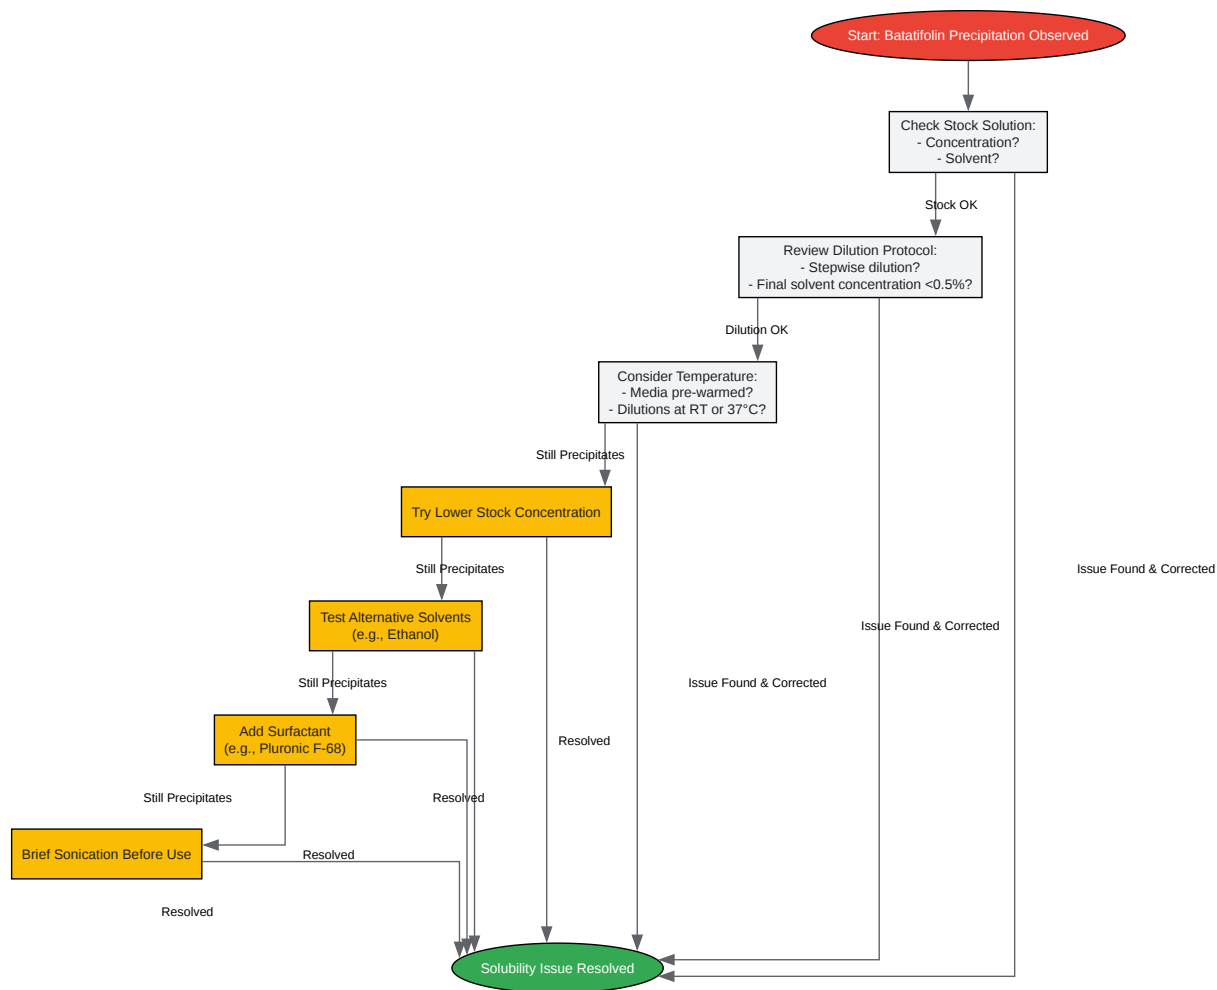 Start: Batatifolin Precipitation Observed
Check Stock Solution:
- Concentration?
- Solvent?
Stock OK
Review Dilution Protocol:
- Stepwise dilution?
- Final solvent concentration <0.5%?
Dilution OK
Consider Temperature:
- Media pre-warmed?
- Dilutions at RT or 37°C?
Still Precipitates
Try Lower Stock Concentration
Still Precipitates
Issue Found & Corrected
Test Alternative Solvents
(e.g., Ethanol)
Issue Found & Corrected
Still Precipitates
Issue Found & Corrected
Add Surfactant
(e.g., Pluronic F-68)
Resolved
Still Precipitates
Resolved
Brief Sonication Before Use
Resolved
Resolved
Solubility Issue Resolved